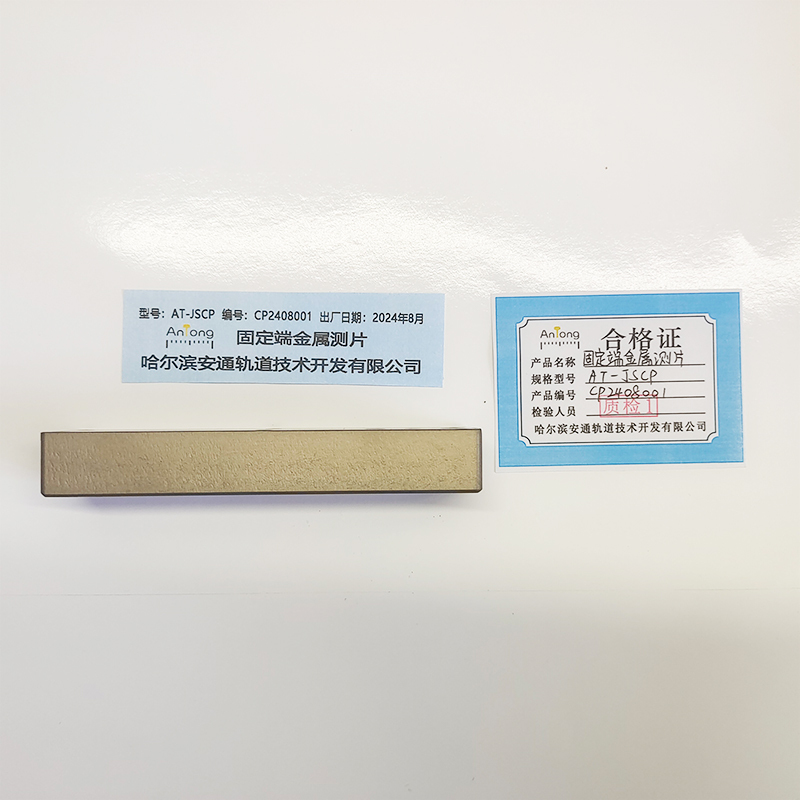 型号：AT-JSCP 编号：CP2408001 出厂日期：2024年8月
AnTong
固定端金属测片
哈尔滨安通轨道技术开发有限公司
AnTong
合格证
产品名称 固定端金属测片
规格型号 AT-JSCP
产品编号 CP2408001
检验人员 质检1
哈尔滨安通轨道技术开发有限公司